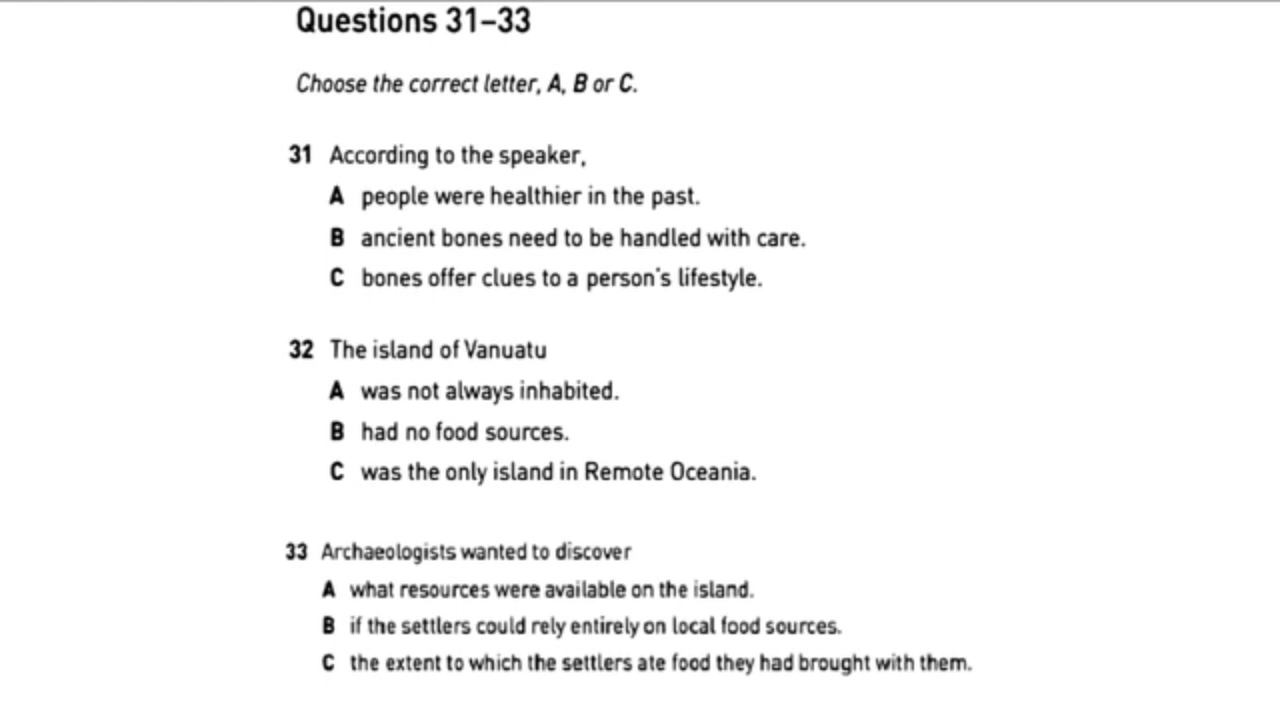 Questions 31–33
Choose the correct letter, A, B or C.
31 According to the speaker,
A people were healthier in the past.
B ancient bones need to be handled with care.
C bones offer clues to a person's lifestyle.
32 The island of Vanuatu
A was not always inhabited.
B had no food sources.
C was the only island in Remote Oceania.
33 Archaeologists wanted to discover
A what resources were available on the island.
B if the settlers could rely entirely on local food sources.
C the extent to which the settlers ate food they had brought with them.